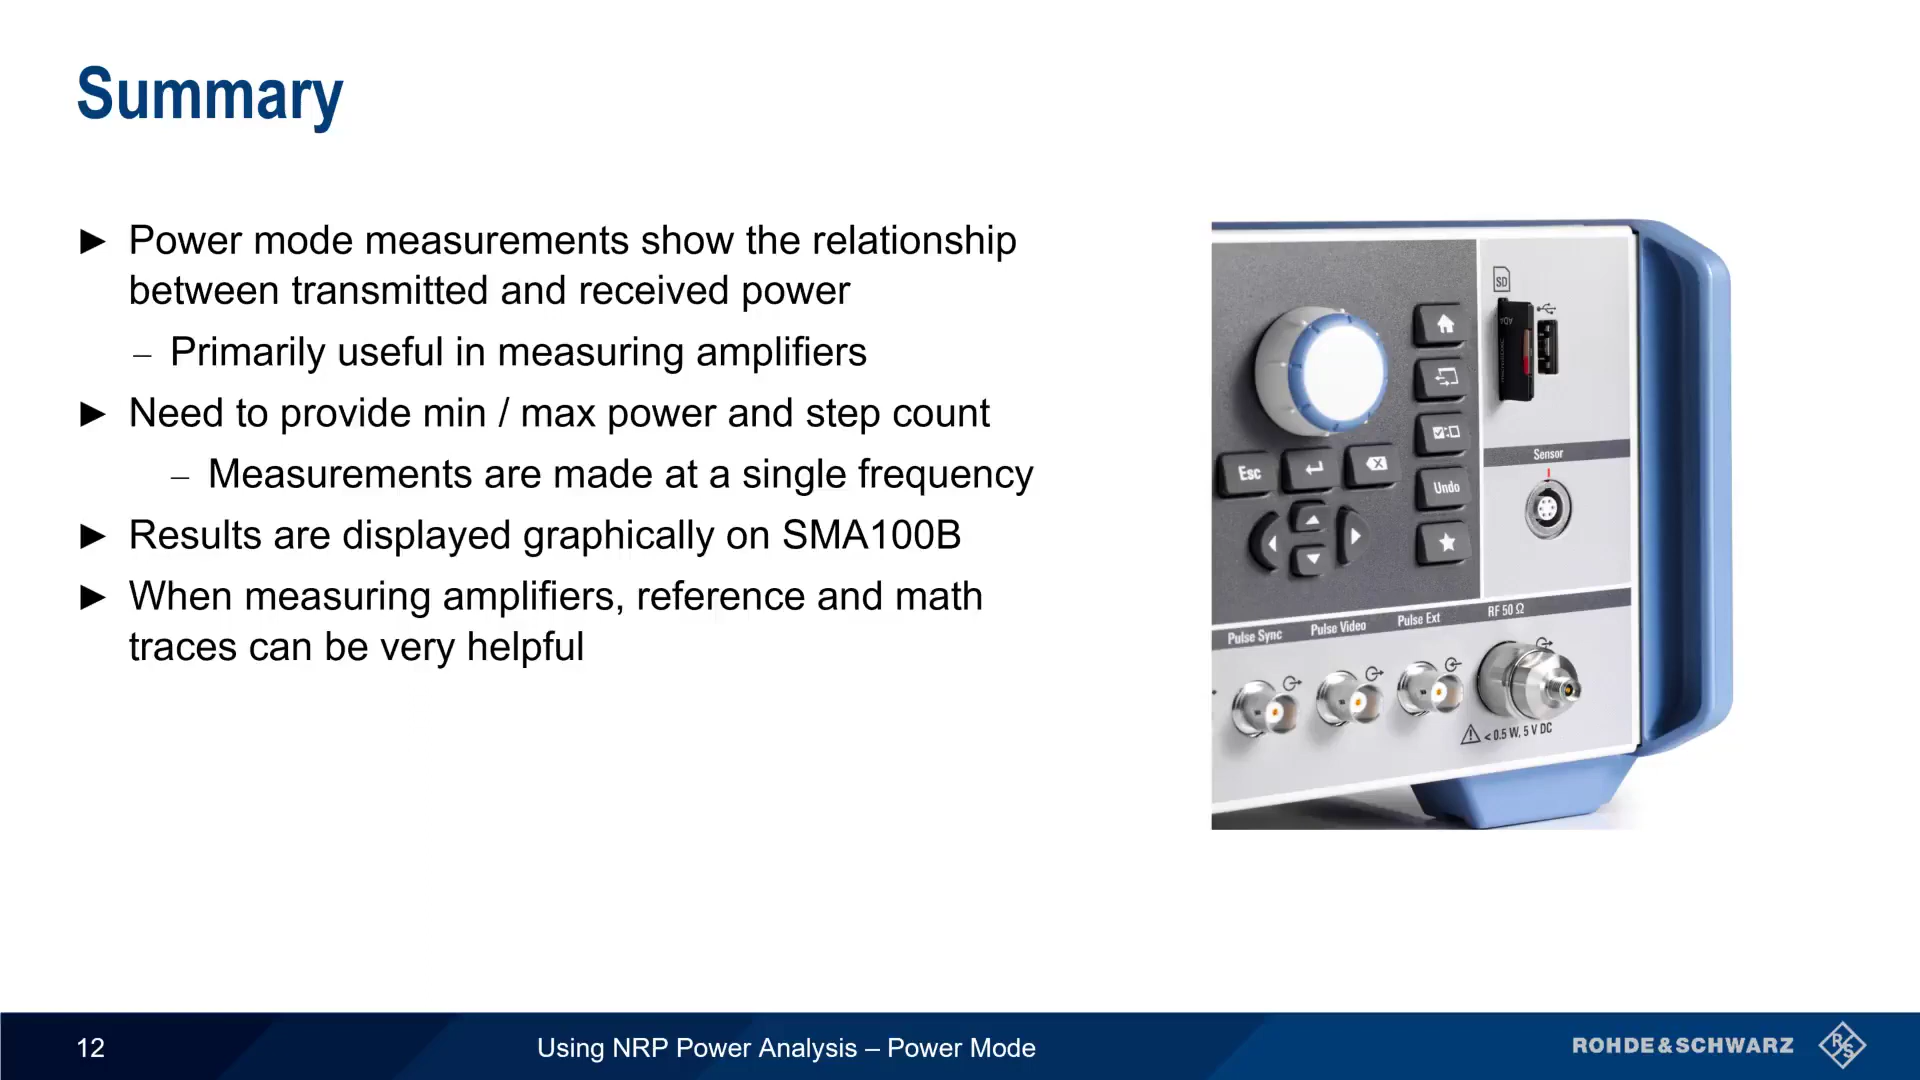 Summary
► Power mode measurements show the relationship
between transmitted and received power
– Primarily useful in measuring amplifiers
► Need to provide min / max power and step count
– Measurements are made at a single frequency
► Results are displayed graphically on SMA100B
► When measuring amplifiers, reference and math
traces can be very helpful
SD
Esc
Undo
Sensor
Pulse Sync
Pulse Video
Pulse Ext
RF 50 Ω
< 0.5 W, 5 V DC
12
Using NRP Power Analysis – Power Mode
ROHDE&SCHWARZ
R
S